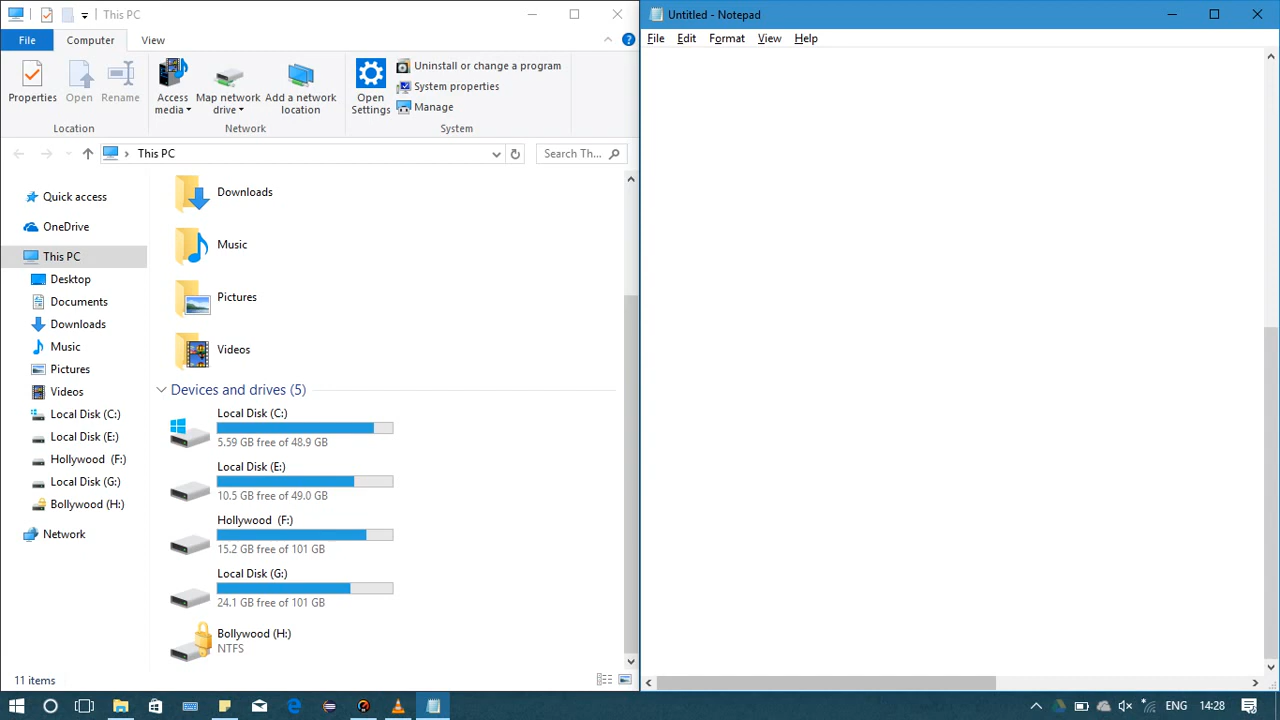 This PC
File
Computer
View
Properties
Open
Rename
Access media
Map network drive
Add a network location
Open Settings
Uninstall or change a program
System properties
Manage
Location
Network
System
This PC
Search Th...
Quick access
OneDrive
This PC
Desktop
Documents
Downloads
Music
Pictures
Videos
Local Disk (C:)
Local Disk (E:)
Hollywood  (F:)
Local Disk (G:)
Bollywood (H:)
Network
Downloads
Music
Pictures
Videos
Devices and drives (5)
Local Disk (C:)
5.59 GB free of 48.9 GB
Local Disk (E:)
10.5 GB free of 49.0 GB
Hollywood  (F:)
15.2 GB free of 101 GB
Local Disk (G:)
24.1 GB free of 101 GB
Bollywood (H:)
NTFS
11 items
Untitled - Notepad
File Edit Format View Help
ENG 14:28